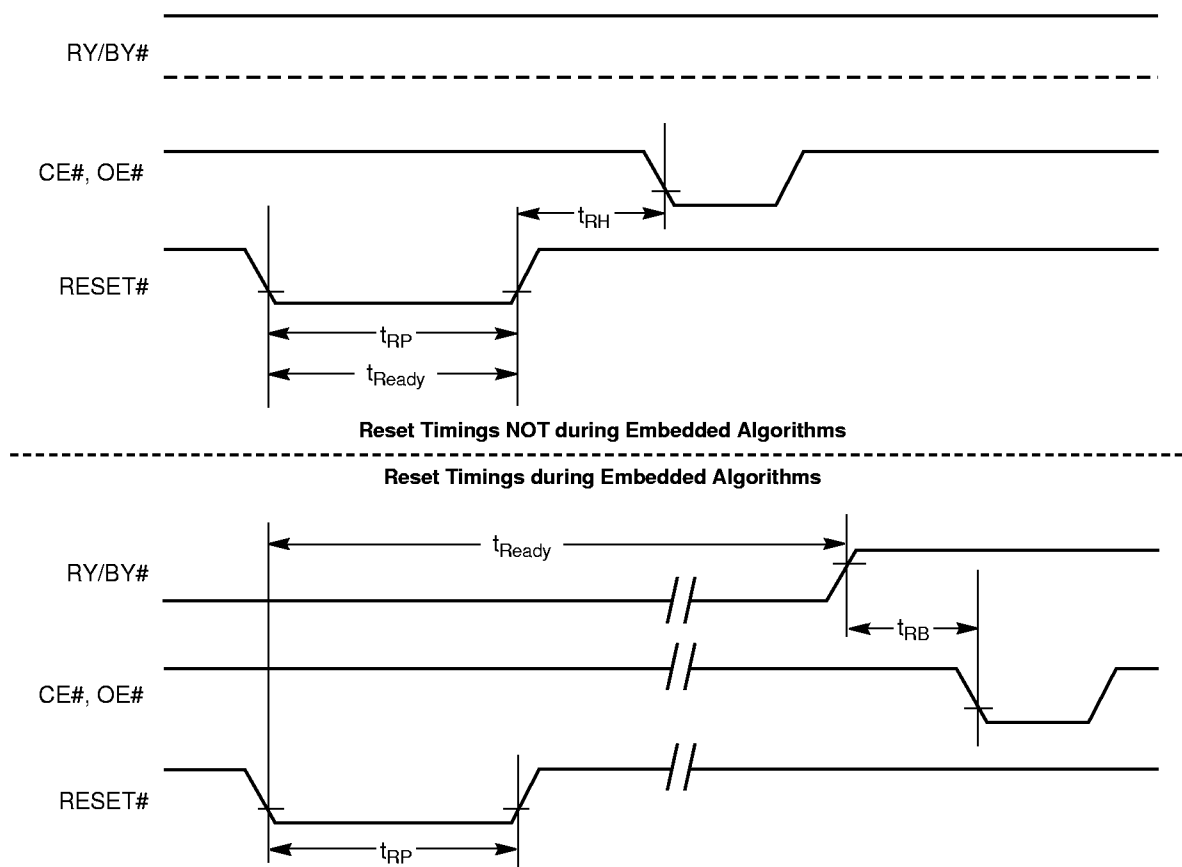 RY/BY#
CE#, OE#
tRH
RESET#
tRP
tReady
Reset Timings NOT during Embedded Algorithms
Reset Timings during Embedded Algorithms
tReady
RY/BY#
tRB
CE#, OE#
RESET#
tRP